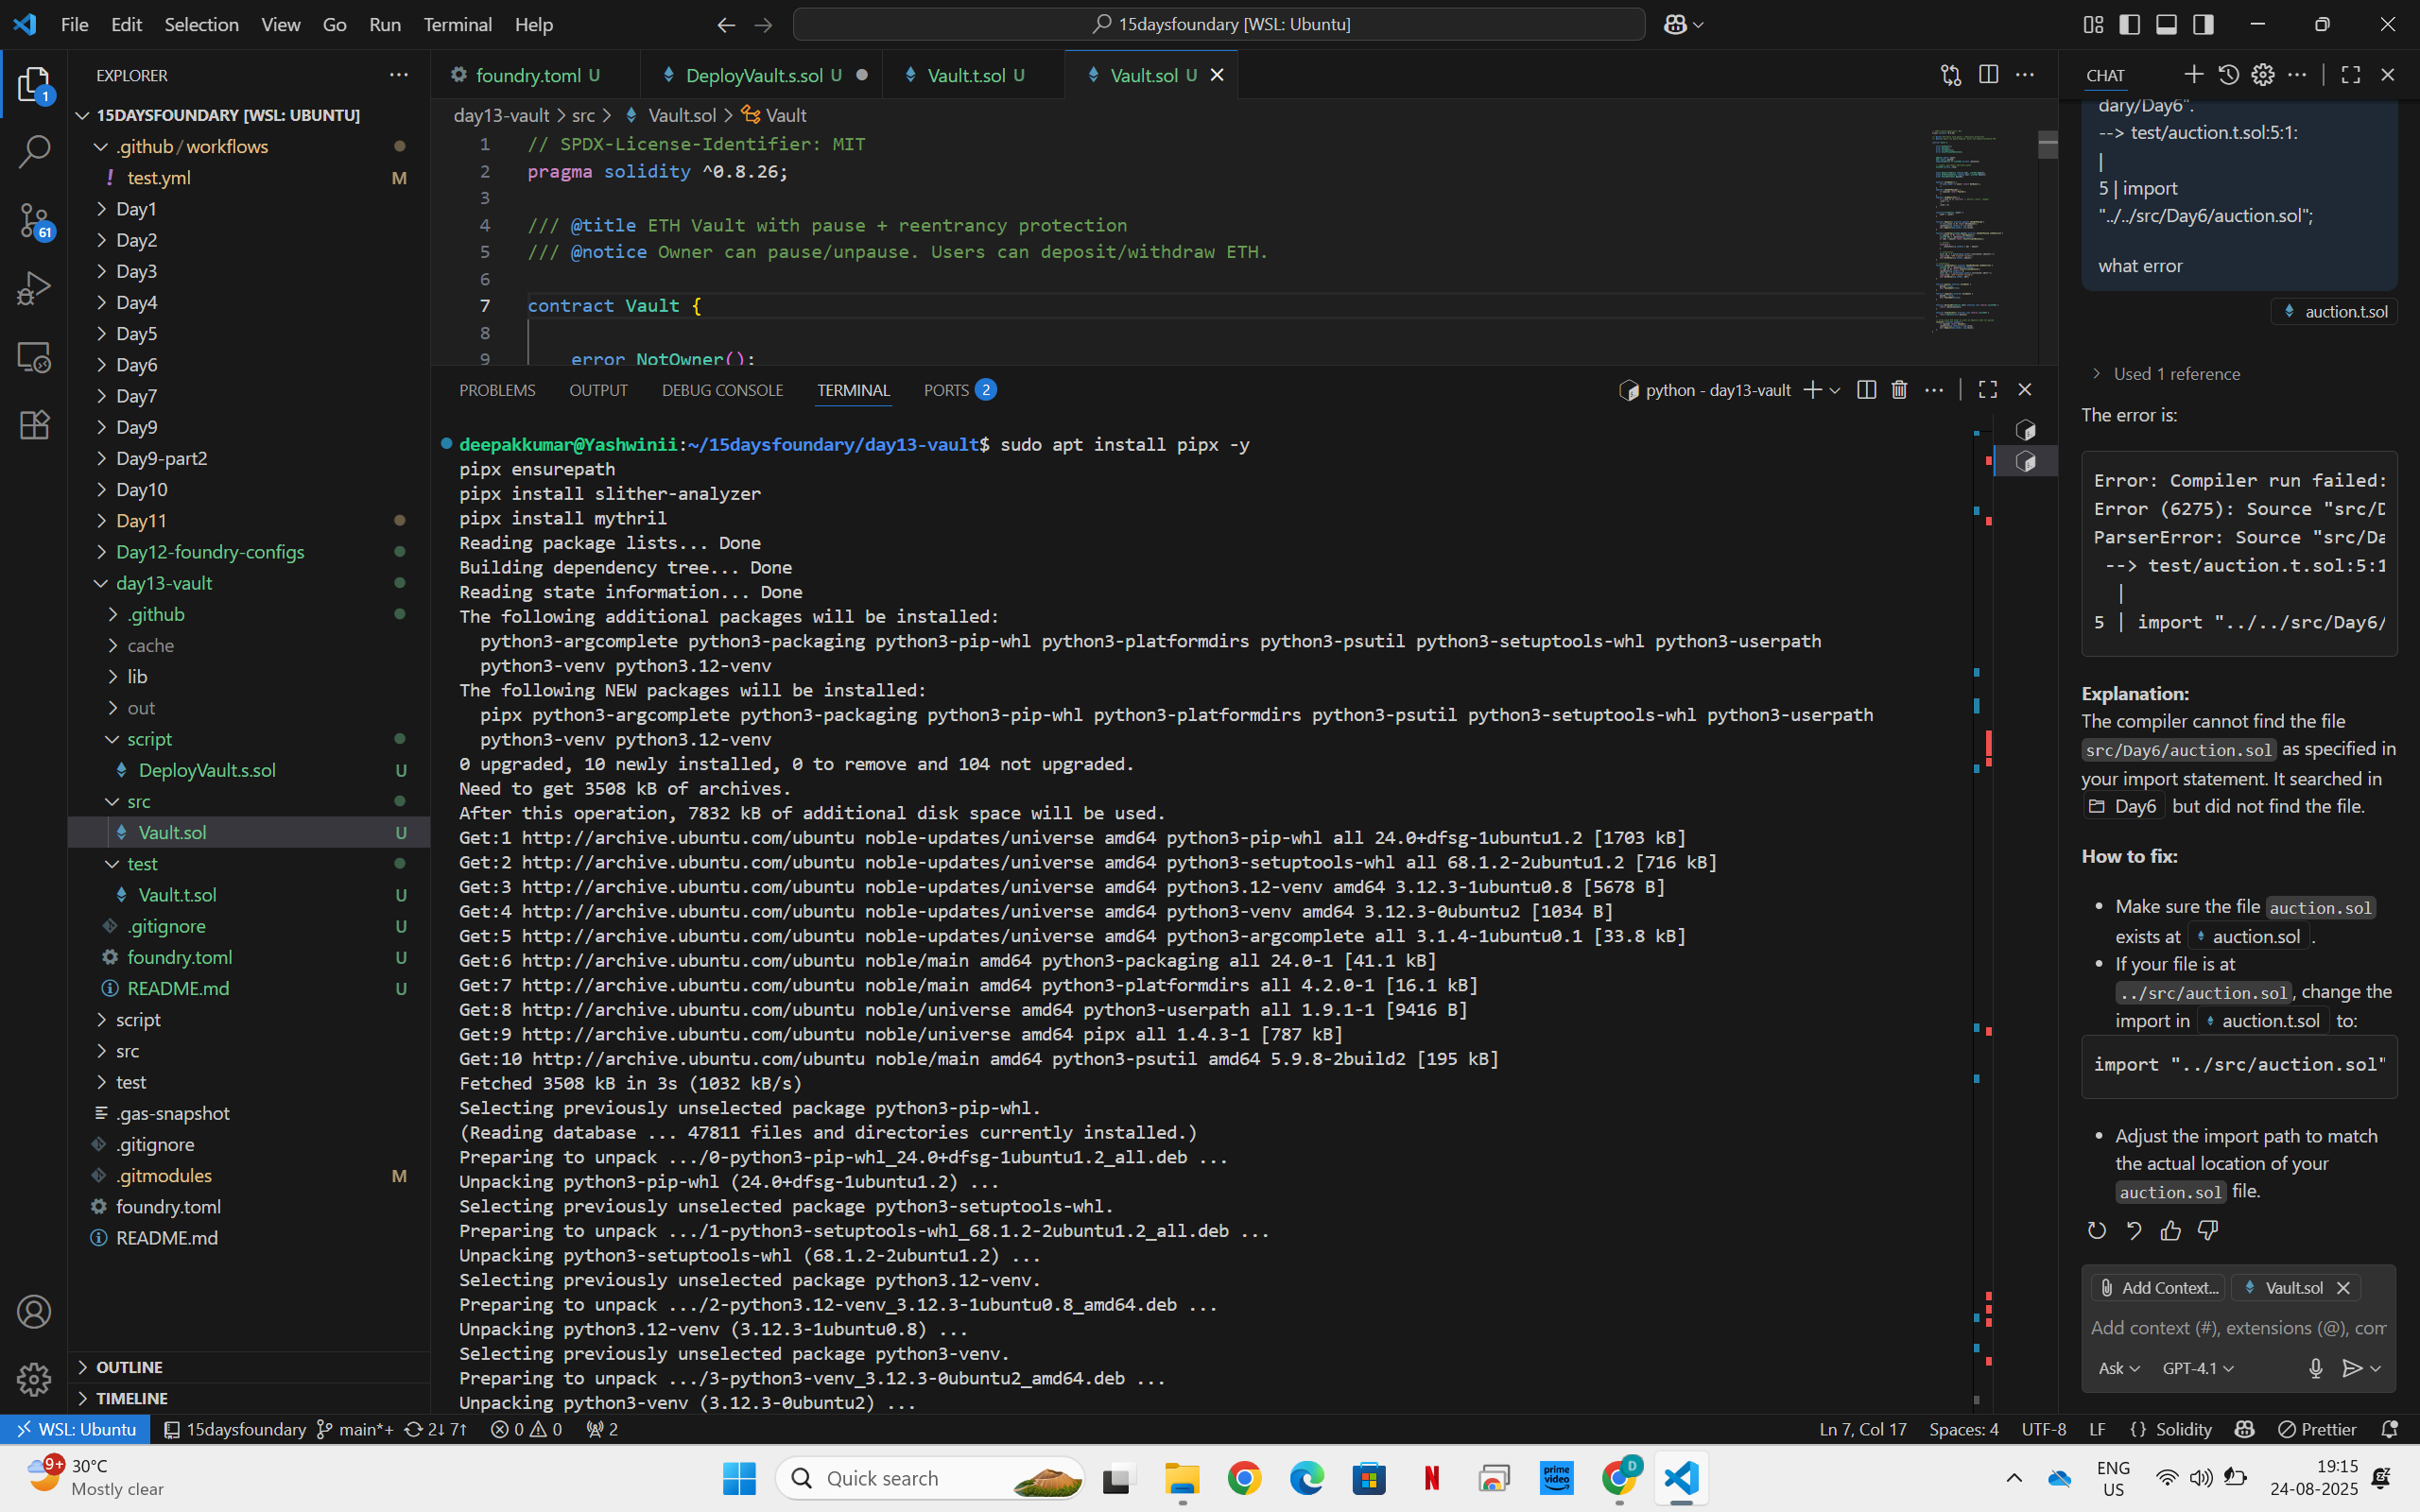 File Edit Selection View Go Run Terminal Help
15daysfoundary [WSL: Ubuntu]
EXPLORER
15DAYSFOUNDARY [WSL: UBUNTU]
.github / workflows
! test.yml M
Day1
Day2
Day3
Day4
Day5
Day6
Day7
Day9
Day9-part2
Day10
Day11
Day12-foundry-configs
day13-vault
.github
cache
lib
out
script
DeployVault.s.sol U
src
Vault.sol U
test
Vault.t.sol U
.gitignore U
foundry.toml U
README.md U
script
src
test
.gas-snapshot
.gitignore
.gitmodules M
foundry.toml
README.md
OUTLINE
TIMELINE
1
61
foundry.toml U
DeployVault.s.sol U
Vault.t.sol U
Vault.sol U
day13-vault > src > Vault.sol > Vault
1 // SPDX-License-Identifier: MIT
2 pragma solidity ^0.8.26;
3
4 /// @title ETH Vault with pause + reentrancy protection
5 /// @notice Owner can pause/unpause. Users can deposit/withdraw ETH.
6
7 contract Vault {
8
9 error NotOwner();
PROBLEMS OUTPUT DEBUG CONSOLE TERMINAL PORTS 2
python - day13-vault
deepakkumar@Yashwinii:~/15daysfoundary/day13-vault$ sudo apt install pipx -y
pipx ensurepath
pipx install slither-analyzer
pipx install mythril
Reading package lists... Done
Building dependency tree... Done
Reading state information... Done
The following additional packages will be installed:
python3-argcomplete python3-packaging python3-pip-whl python3-platformdirs python3-psutil python3-setuptools-whl python3-userpath
python3-venv python3.12-venv
The following NEW packages will be installed:
pipx python3-argcomplete python3-packaging python3-pip-whl python3-platformdirs python3-psutil python3-setuptools-whl python3-userpath
python3-venv python3.12-venv
0 upgraded, 10 newly installed, 0 to remove and 104 not upgraded.
Need to get 3508 kB of archives.
After this operation, 7832 kB of additional disk space will be used.
Get:1 http://archive.ubuntu.com/ubuntu noble-updates/universe amd64 python3-pip-whl all 24.0+dfsg-1ubuntu1.2 [1703 kB]
Get:2 http://archive.ubuntu.com/ubuntu noble-updates/universe amd64 python3-setuptools-whl all 68.1.2-2ubuntu1.2 [716 kB]
Get:3 http://archive.ubuntu.com/ubuntu noble-updates/universe amd64 python3.12-venv amd64 3.12.3-1ubuntu0.8 [5678 B]
Get:4 http://archive.ubuntu.com/ubuntu noble-updates/universe amd64 python3-venv amd64 3.12.3-0ubuntu2 [1034 B]
Get:5 http://archive.ubuntu.com/ubuntu noble-updates/universe amd64 python3-argcomplete all 3.1.4-1ubuntu0.1 [33.8 kB]
Get:6 http://archive.ubuntu.com/ubuntu noble/main amd64 python3-packaging all 24.0-1 [41.1 kB]
Get:7 http://archive.ubuntu.com/ubuntu noble/main amd64 python3-platformdirs all 4.2.0-1 [16.1 kB]
Get:8 http://archive.ubuntu.com/ubuntu noble/universe amd64 python3-userpath all 1.9.1-1 [9416 B]
Get:9 http://archive.ubuntu.com/ubuntu noble/universe amd64 pipx all 1.4.3-1 [787 kB]
Get:10 http://archive.ubuntu.com/ubuntu noble/main amd64 python3-psutil amd64 5.9.8-2build2 [195 kB]
Fetched 3508 kB in 3s (1032 kB/s)
Selecting previously unselected package python3-pip-whl.
(Reading database ... 47811 files and directories currently installed.)
Preparing to unpack .../0-python3-pip-whl_24.0+dfsg-1ubuntu1.2_all.deb ...
Unpacking python3-pip-whl (24.0+dfsg-1ubuntu1.2) ...
Selecting previously unselected package python3-setuptools-whl.
Preparing to unpack .../1-python3-setuptools-whl_68.1.2-2ubuntu1.2_all.deb ...
Unpacking python3-setuptools-whl (68.1.2-2ubuntu1.2) ...
Selecting previously unselected package python3.12-venv.
Preparing to unpack .../2-python3.12-venv_3.12.3-1ubuntu0.8_amd64.deb ...
Unpacking python3.12-venv (3.12.3-1ubuntu0.8) ...
Selecting previously unselected package python3-venv.
Preparing to unpack .../3-python3-venv_3.12.3-0ubuntu2_amd64.deb ...
Unpacking python3-venv (3.12.3-0ubuntu2) ...
CHAT
dary/Day6".
--> test/auction.t.sol:5:1:
|
5 | import
"../../src/Day6/auction.sol";
what error
auction.t.sol
Used 1 reference
The error is:
Error: Compiler run failed:
Error (6275): Source "src/D
ParserError: Source "src/Da
--> test/auction.t.sol:5:1
|
5 | import "../../src/Day6/
Explanation:
The compiler cannot find the file
src/Day6/auction.sol as specified in
your import statement. It searched in
Day6 but did not find the file.
How to fix:
• Make sure the file auction.sol
exists at auction.sol .
• If your file is at
../src/auction.sol, change the
import in auction.t.sol to:
import "../src/auction.sol"
• Adjust the import path to match
the actual location of your
auction.sol file.
Add Context... Vault.sol
Add context (#), extensions (@), com
Ask GPT-4.1
WSL: Ubuntu 15daysfoundary main*+ 2↓ 7↑ 0 0 2 Ln 7, Col 17 Spaces: 4 UTF-8 LF {} Solidity Prettier
9+
30°C
Mostly clear
Quick search
N
prime video
D
ENG
US
19:15
24-08-2025